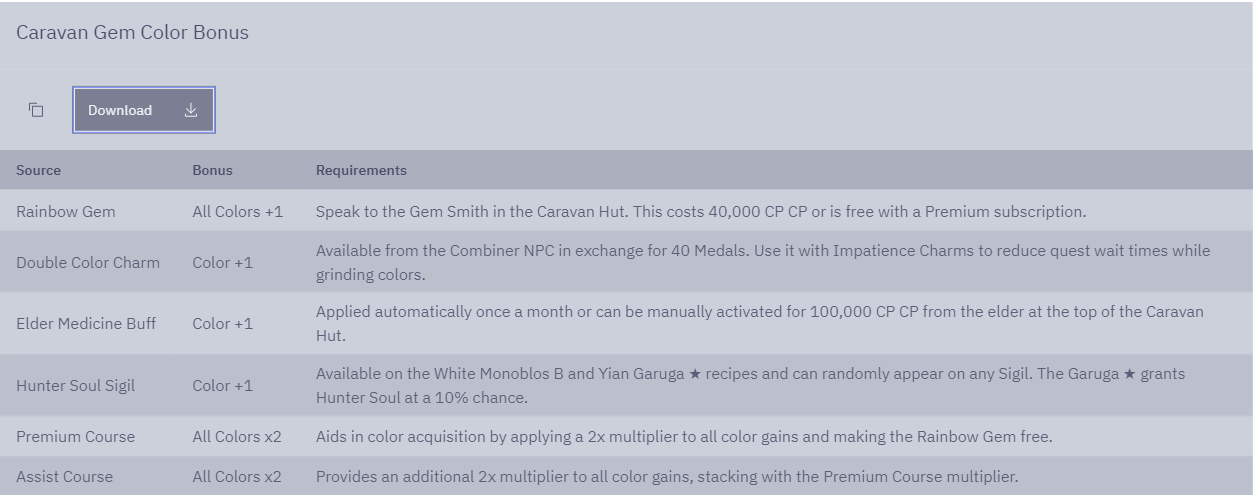 Caravan Gem Color Bonus
Download
Source Bonus Requirements
Rainbow Gem All Colors +1 Speak to the Gem Smith in the Caravan Hut. This costs 40,000 CP CP or is free with a Premium subscription.
Double Color Charm Color +1 Available from the Combiner NPC in exchange for 40 Medals. Use it with Impatience Charms to reduce quest wait times while
grinding colors.
Elder Medicine Buff Color +1 Applied automatically once a month or can be manually activated for 100,000 CP CP from the elder at the top of the Caravan
Hut.
Hunter Soul Sigil Color +1 Available on the White Monoblos B and Yian Garuga ★ recipes and can randomly appear on any Sigil. The Garuga ★ grants
Hunter Soul at a 10% chance.
Premium Course All Colors x2 Aids in color acquisition by applying a 2x multiplier to all color gains and making the Rainbow Gem free.
Assist Course All Colors x2 Provides an additional 2x multiplier to all color gains, stacking with the Premium Course multiplier.